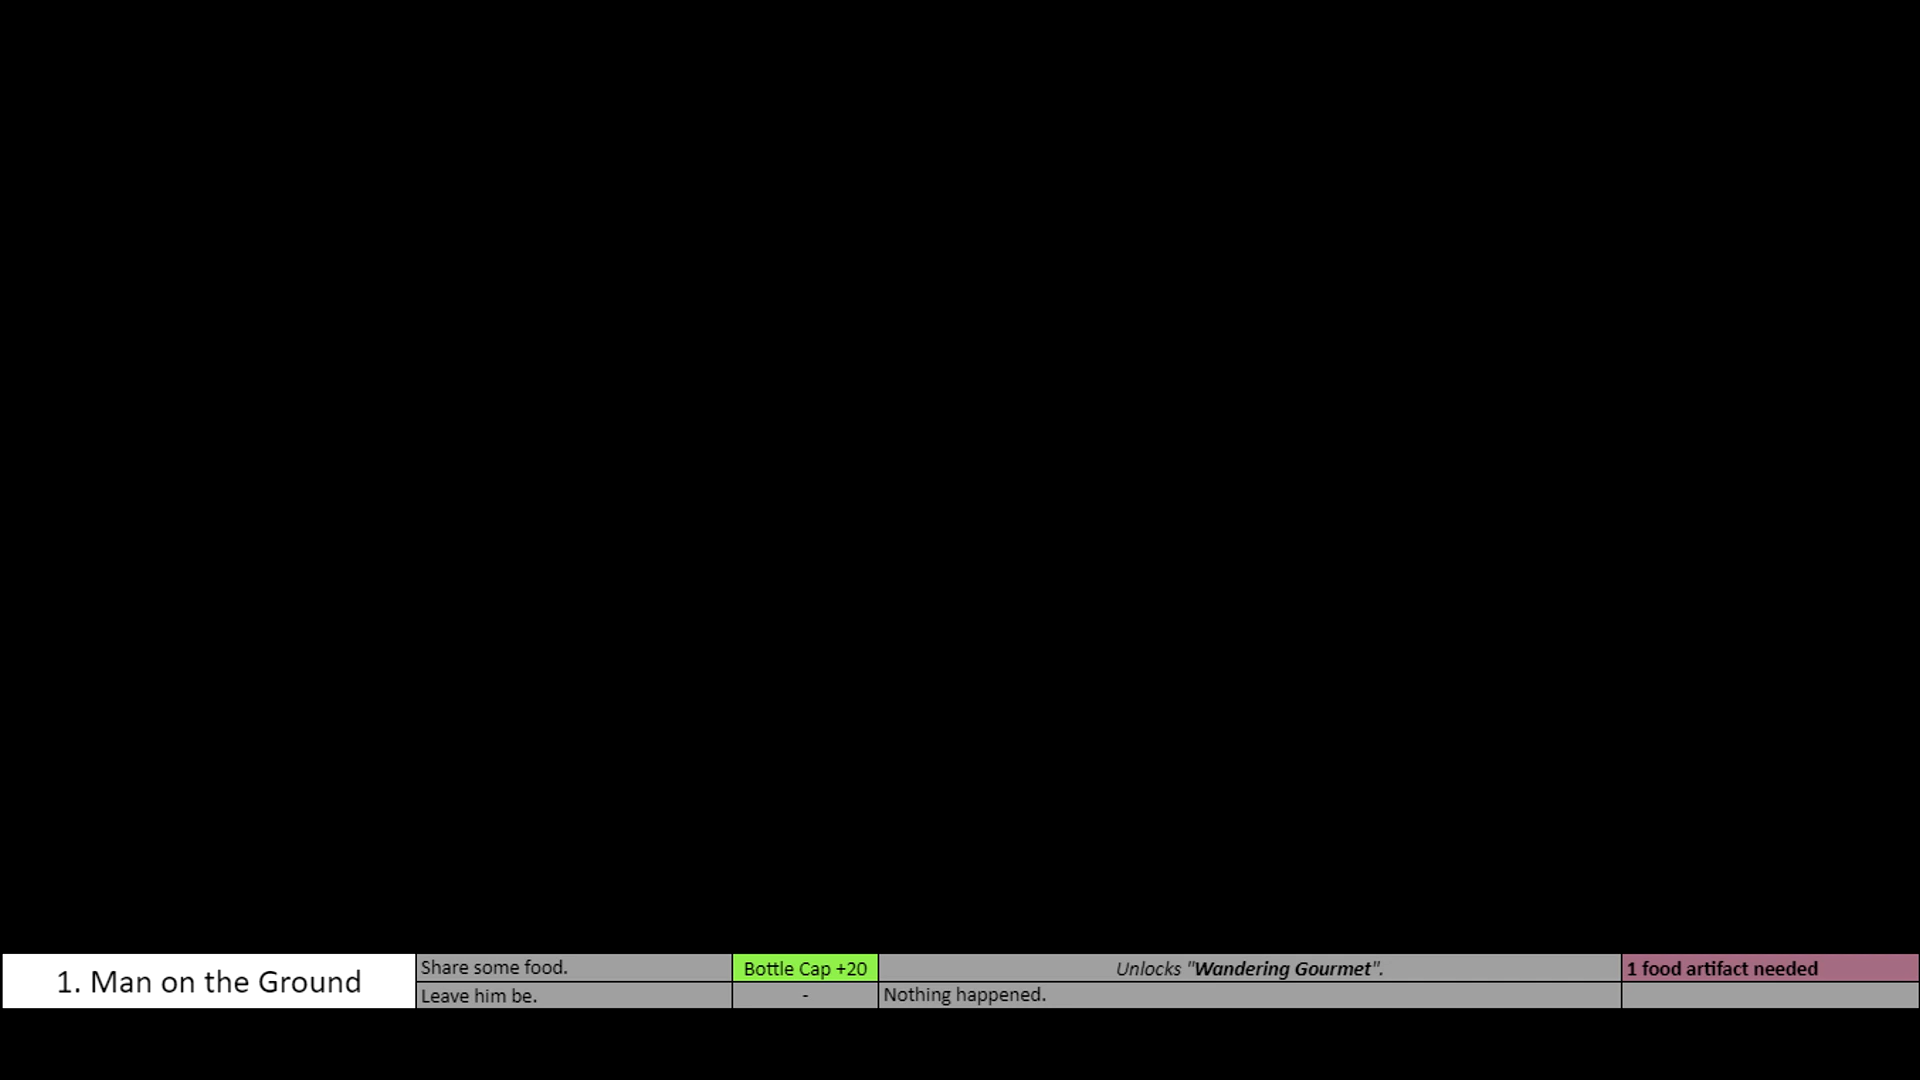 1. Man on the Ground
Share some food.
Bottle Cap +20
Unlocks "Wandering Gourmet".
1 food artifact needed
Leave him be.
-
Nothing happened.